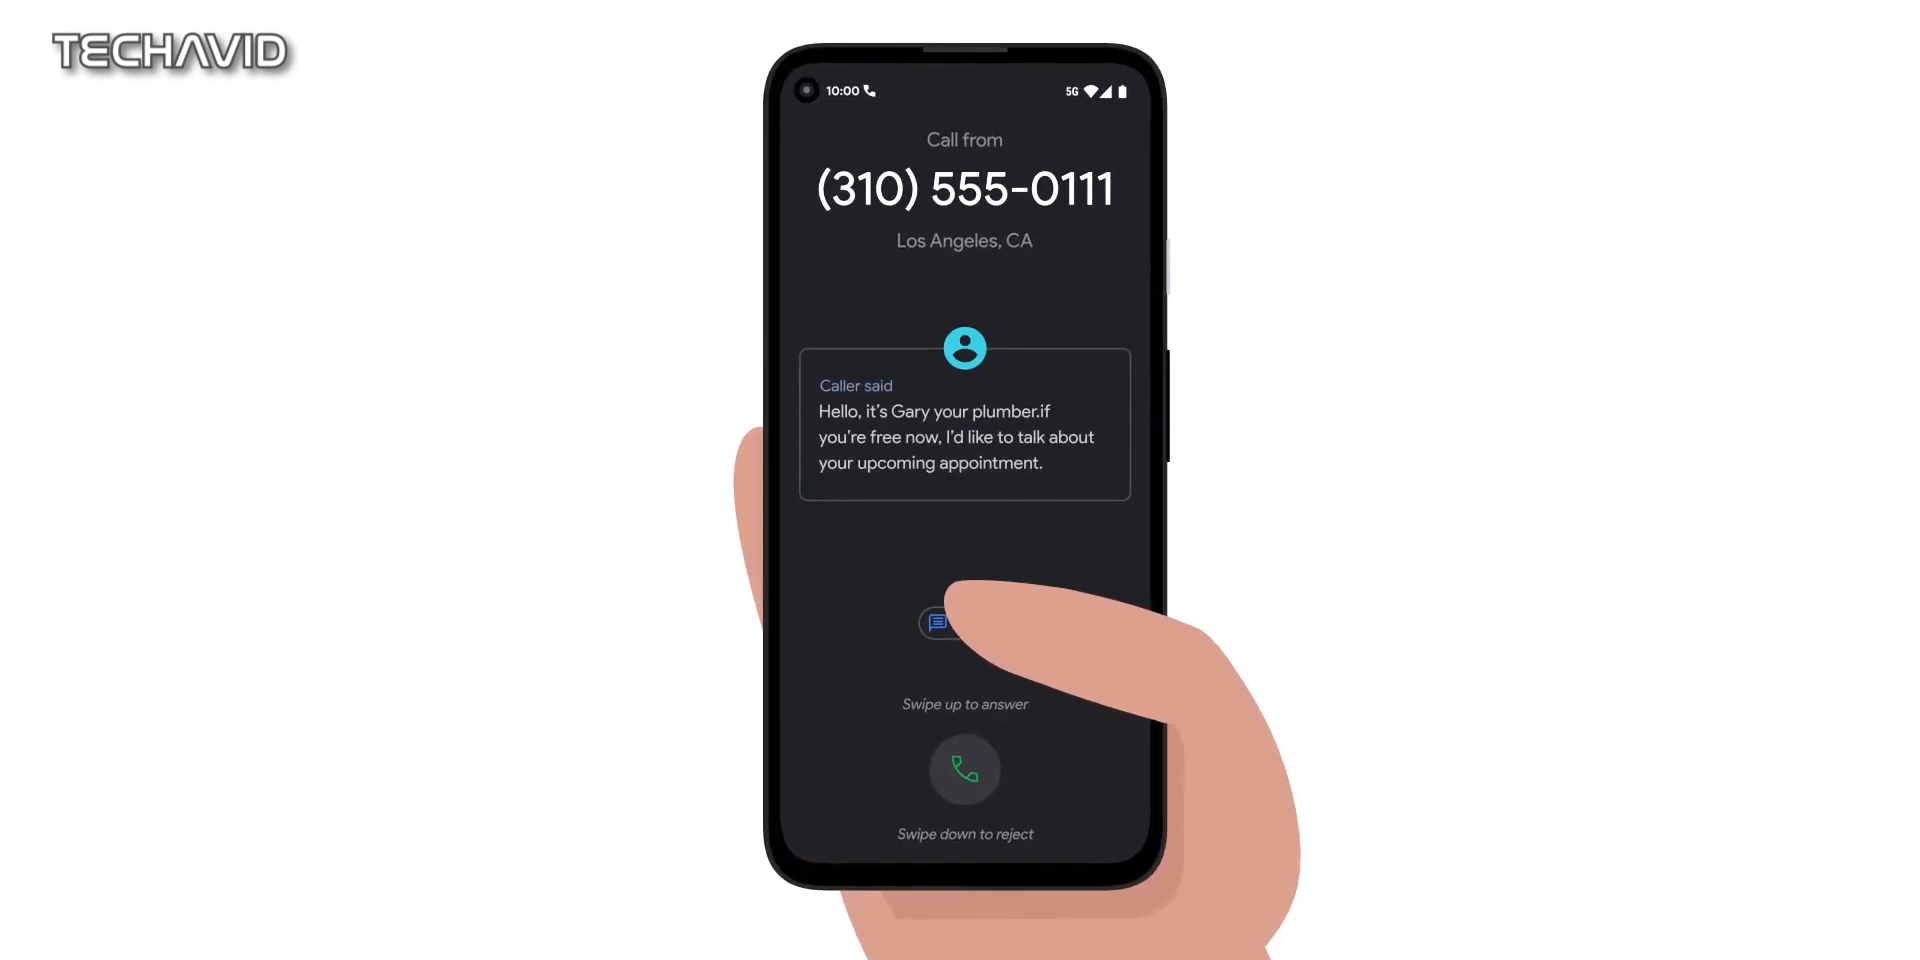 TECHAVID
10:00
5G
Call from
(310) 555-0111
Los Angeles, CA
Caller said
Hello, it's Gary your plumber.if
you're free now, I'd like to talk about
your upcoming appointment.
Swipe up to answer
Swipe down to reject